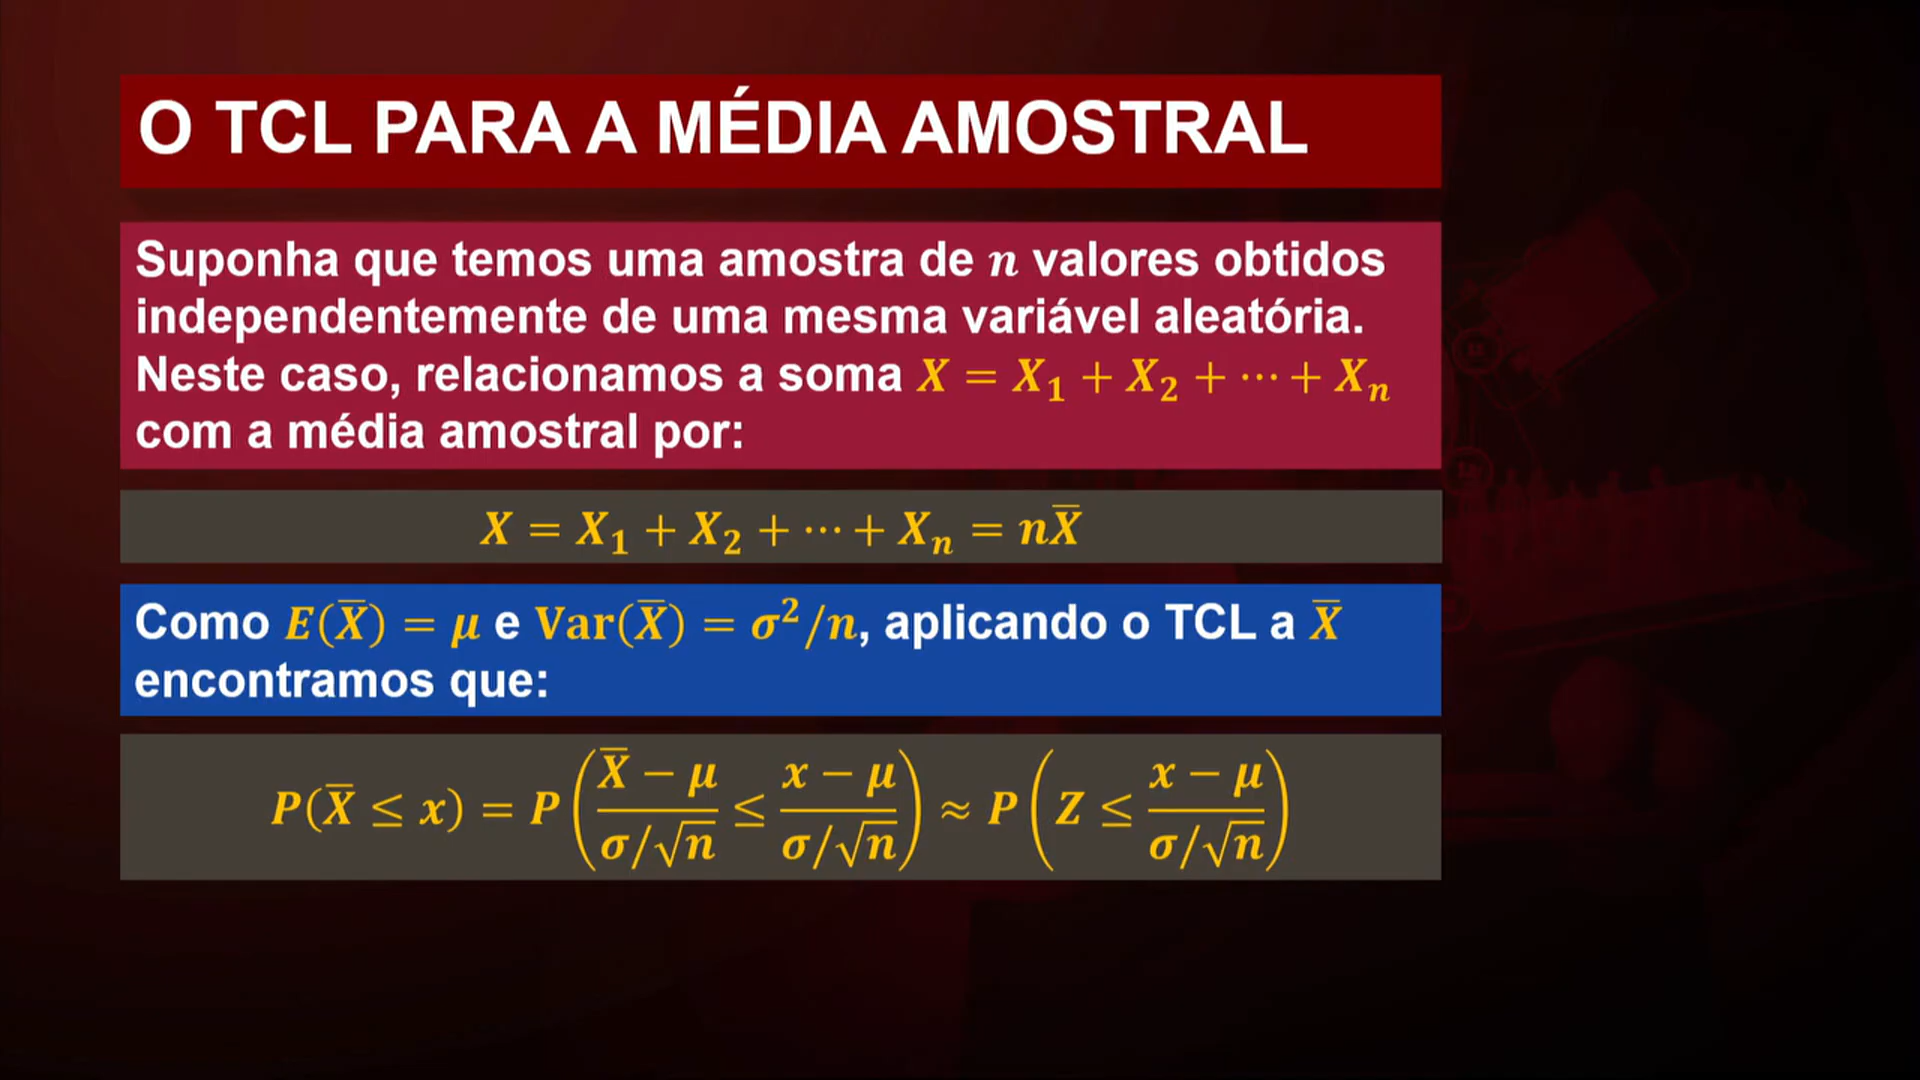 O TCL PARA A MÉDIA AMOSTRAL
Suponha que temos uma amostra de n valores obtidos
independentemente de uma mesma variável aleatória.
Neste caso, relacionamos a soma X = X₁ + X₂ + ⋯ + Xₙ
com a média amostral por:
X = X₁ + X₂ + ⋯ + Xₙ = nX̅
Como E(X̅) = μ e Var(X̅) = σ²/n, aplicando o TCL a X̅
encontramos que:
P(X̅ ≤ x) = P((X̅ − μ)/(σ/√n) ≤ (x − μ)/(σ/√n)) ≈ P(Z ≤ (x − μ)/(σ/√n))